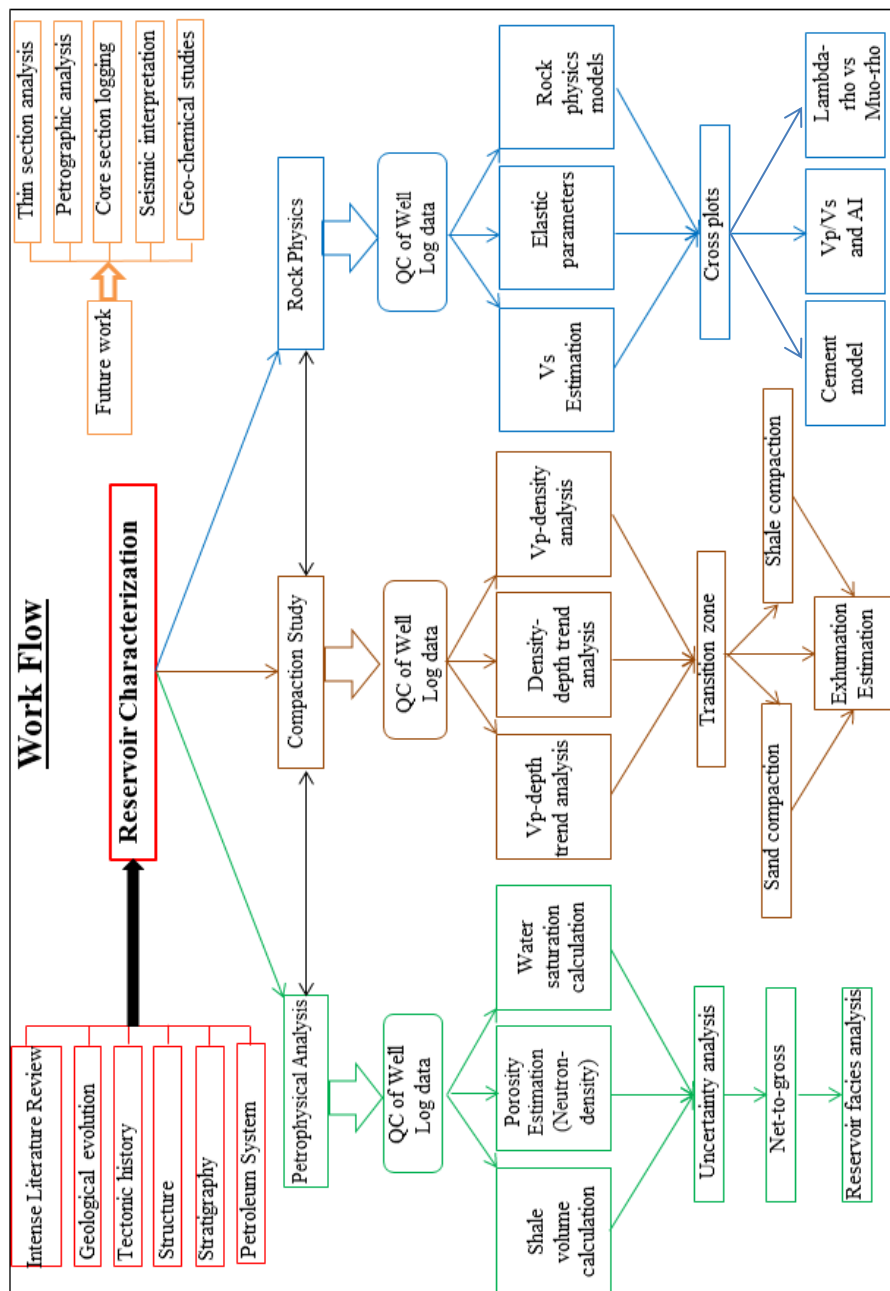 Work Flow
Intense Literature Review
Geological evolution
Tectonic history
Structure
Stratigraphy
Petroleum System
Reservoir Characterization
Future work
Thin section analysis
Petrographic analysis
Core section logging
Seismic interpretation
Geo-chemical studies
Petrophysical Analysis
Compaction Study
Rock Physics
QC of Well
Log data
QC of Well
Log data
QC of Well
Log data
Shale
volume
calculation
Porosity
Estimation
(Neutron-
density)
Water
saturation
calculation
Vp-depth
trend analysis
Density-
depth trend
analysis
Vp-density
analysis
Vs
Estimation
Elastic
parameters
Rock
physics
models
Uncertainty analysis
Transition zone
Cross plots
Net-to-gross
Sand compaction
Shale compaction
Reservoir facies analysis
Exhumation
Estimation
Cement
model
Vp/Vs
and AI
Lambda-
rho vs
Muo-rho